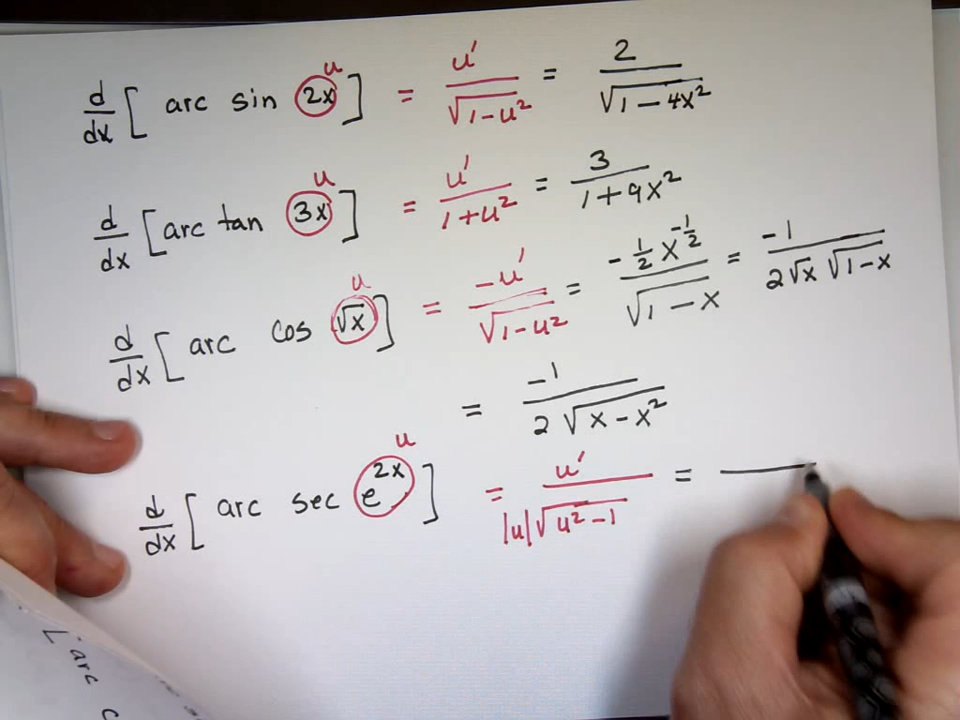 d/dx [ arc sin 2x ] = u'/√(1-u²) = 2/√(1-4x²)
u
d/dx [ arc tan 3x ] = u'/(1+u²) = 3/(1+9x²)
u
d/dx [ arc cos √x ] = -u'/√(1-u²) = -½ x^(-½)/√(1-x) = -1/(2√x √(1-x))
u
= -1/(2√(x-x²))
d/dx [ arc sec e^(2x) ] = u'/(|u|√(u²-1)) =
u
[ arc